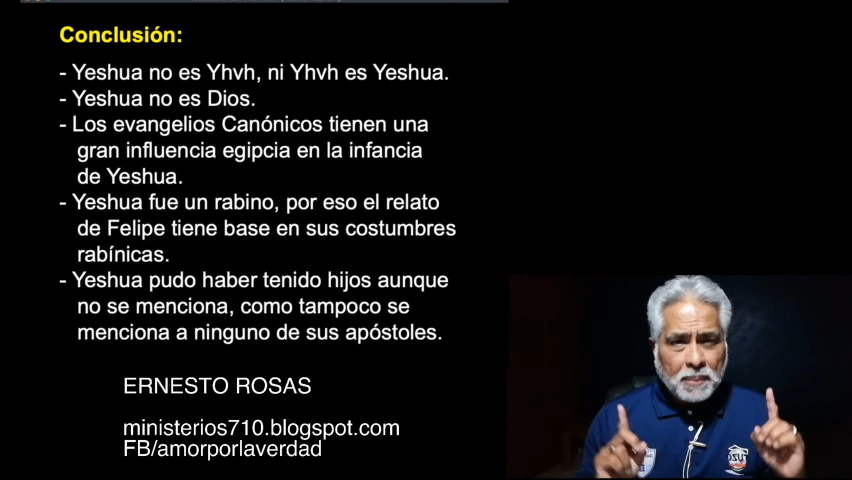 Conclusión:
- Yeshua no es Yhvh, ni Yhvh es Yeshua.
- Yeshua no es Dios.
- Los evangelios Canónicos tienen una
gran influencia egipcia en la infancia
de Yeshua.
- Yeshua fue un rabino, por eso el relato
de Felipe tiene base en sus costumbres
rabínicas.
- Yeshua pudo haber tenido hijos aunque
no se menciona, como tampoco se
menciona a ninguno de sus apóstoles.
ERNESTO ROSAS
ministerios710.blogspot.com
FB/amorporlaverdad